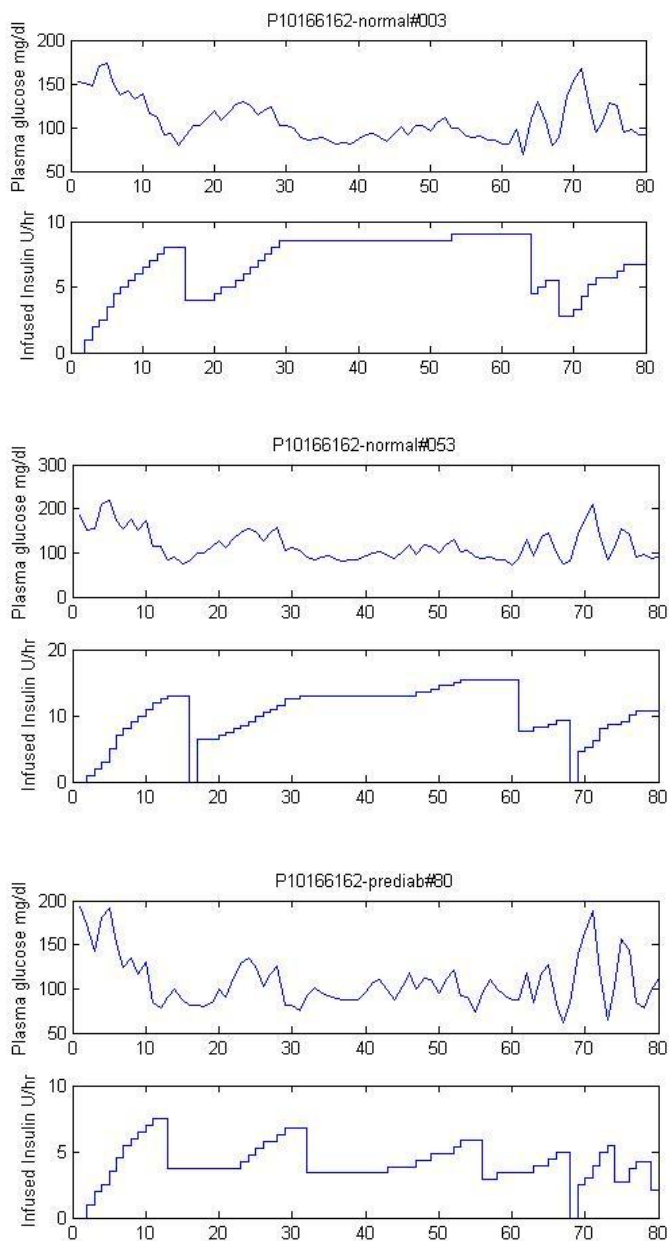 P10166162-normal#003
Plasma glucose mg/dl
200
150
100
50
0 10 20 30 40 50 60 70 80
Infused Insulin U/hr
10
5
0
0 10 20 30 40 50 60 70 80
P10166162-normal#053
Plasma glucose mg/dl
300
200
100
0
0 10 20 30 40 50 60 70 80
Infused Insulin U/hr
20
10
0
0 10 20 30 40 50 60 70 80
P10166162-prediab#80
Plasma glucose mg/dl
200
150
100
50
0 10 20 30 40 50 60 70 80
Infused Insulin U/hr
10
5
0
0 10 20 30 40 50 60 70 80